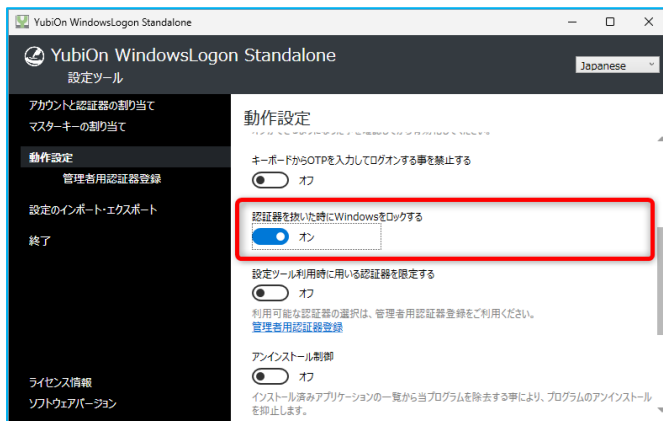 YubiOn WindowsLogon Standalone
YubiOn WindowsLogon Standalone
設定ツール
Japanese
アカウントと認証器の割り当て
マスターキーの割り当て
動作設定
管理者用認証器登録
設定のインポート・エクスポート
終了
ライセンス情報
ソフトウェアバージョン
動作設定
キーボードからOTPを入力してログオンする事を禁止する
オフ
認証器を抜いた時にWindowsをロックする
オン
設定ツール利用時に用いる認証器を限定する
オフ
利用可能な認証器の選択は、管理者用認証器登録をご利用ください。
管理者用認証器登録
アンインストール制御
オフ
インストール済みアプリケーションの一覧から当プログラムを除去する事により、プログラムのアンインストール
を抑止します。